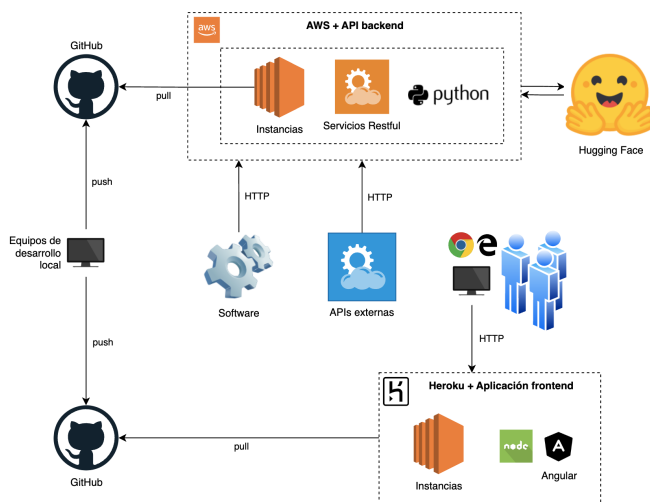 AWS + API backend
aws
GitHub
pull
Instancias
Servicios Restful
python
Hugging Face
push
HTTP
HTTP
Equipos de
desarrollo
local
Software
APIs externas
HTTP
push
Heroku + Aplicación frontend
pull
node
GitHub
Instancias
Angular